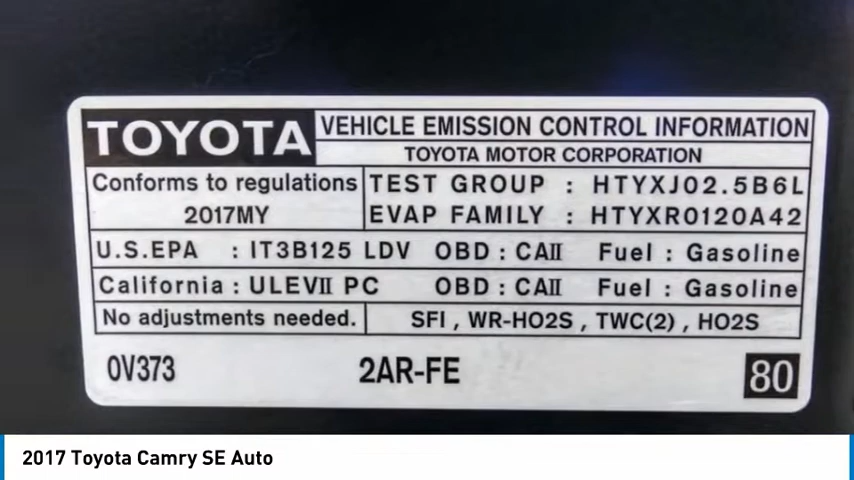 TOYOTA VEHICLE EMISSION CONTROL INFORMATION
TOYOTA MOTOR CORPORATION
Conforms to regulations TEST GROUP : HTYXJ02.5B6L
2017MY EVAP FAMILY : HTYXR0120A42
U.S.EPA : IT3B125 LDV OBD : CAII Fuel : Gasoline
California : ULEVII PC OBD : CAII Fuel : Gasoline
No adjustments needed. SFI , WR-HO2S , TWC(2) , HO2S
0V373 2AR-FE 80
2017 Toyota Camry SE Auto